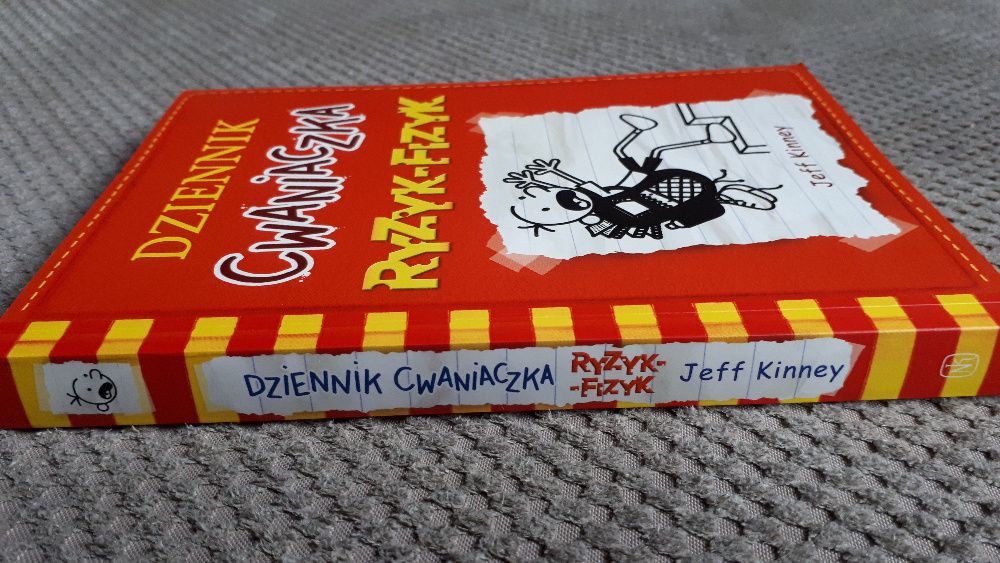 DZIENNIK
CWANIACZKA
RYZYK-FIZYK
Jeff Kinney
DZIENNIK CWANIACZKA
RYZYK-
-FIZYK
Jeff Kinney